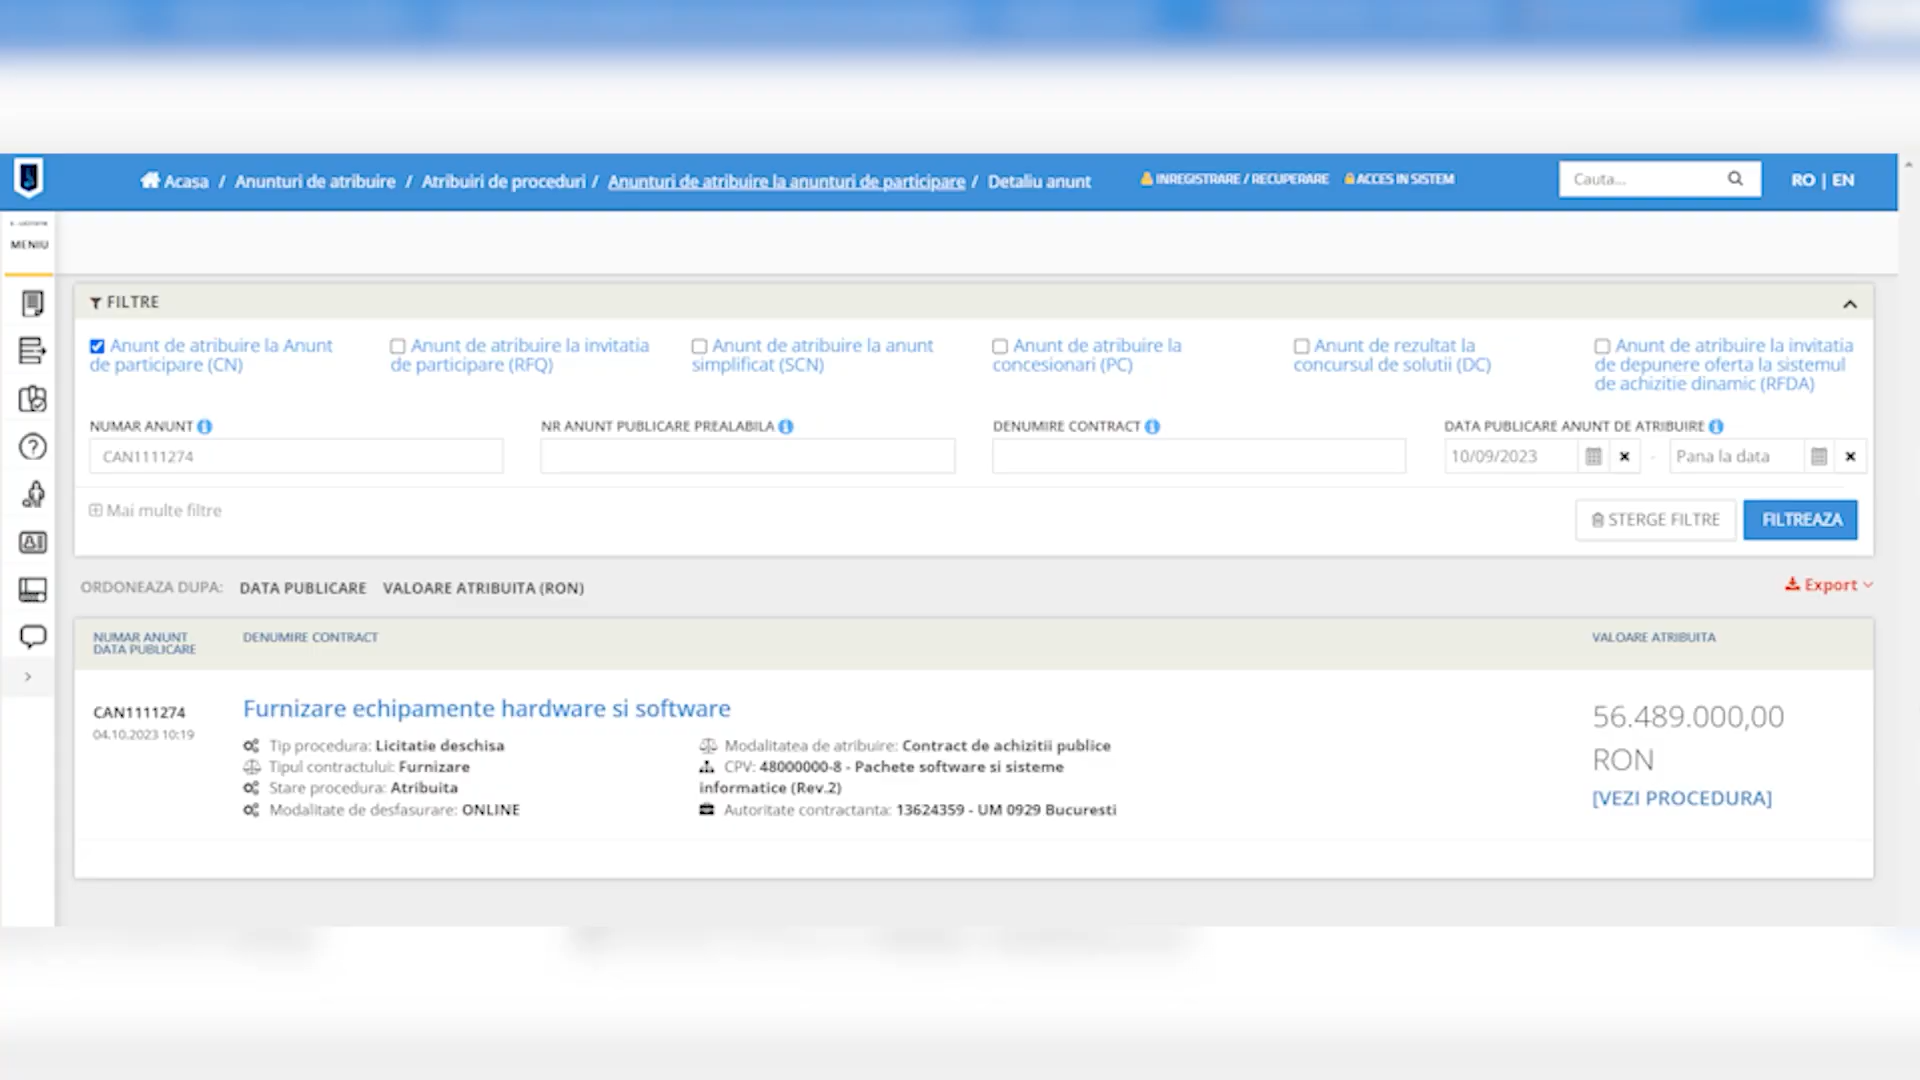 Acasa / Anunturi de atribuire / Atribuiri de proceduri / Anunturi de atribuire la anunturi de participare / Detaliu anunt
INREGISTRARE / RECUPERARE
ACCES IN SISTEM
Cauta...
RO | EN
MENIU
FILTRE
Anunt de atribuire la Anunt
de participare (CN)
Anunt de atribuire la invitatia
de participare (RFQ)
Anunt de atribuire la anunt
simplificat (SCN)
Anunt de atribuire la
concesionari (PC)
Anunt de rezultat la
concursul de solutii (DC)
Anunt de atribuire la invitatia
de depunere oferta la sistemul
de achizitie dinamic (RFDA)
NUMAR ANUNT
CAN1111274
NR ANUNT PUBLICARE PREALABILA
DENUMIRE CONTRACT
DATA PUBLICARE ANUNT DE ATRIBUIRE
10/09/2023 - Pana la data
Mai multe filtre
STERGE FILTRE
FILTREAZA
ORDONEAZA DUPA: DATA PUBLICARE VALOARE ATRIBUITA (RON)
Export
NUMAR ANUNT
DATA PUBLICARE
DENUMIRE CONTRACT
VALOARE ATRIBUITA
CAN1111274
04.10.2023 10:19
Furnizare echipamente hardware si software
Tip procedura: Licitatie deschisa
Tipul contractului: Furnizare
Stare procedura: Atribuita
Modalitate de desfasurare: ONLINE
Modalitatea de atribuire: Contract de achizitii publice
CPV: 48000000-8 - Pachete software si sisteme
informatice (Rev.2)
Autoritate contractanta: 13624359 - UM 0929 Bucuresti
56.489.000,00
RON
[VEZI PROCEDURA]